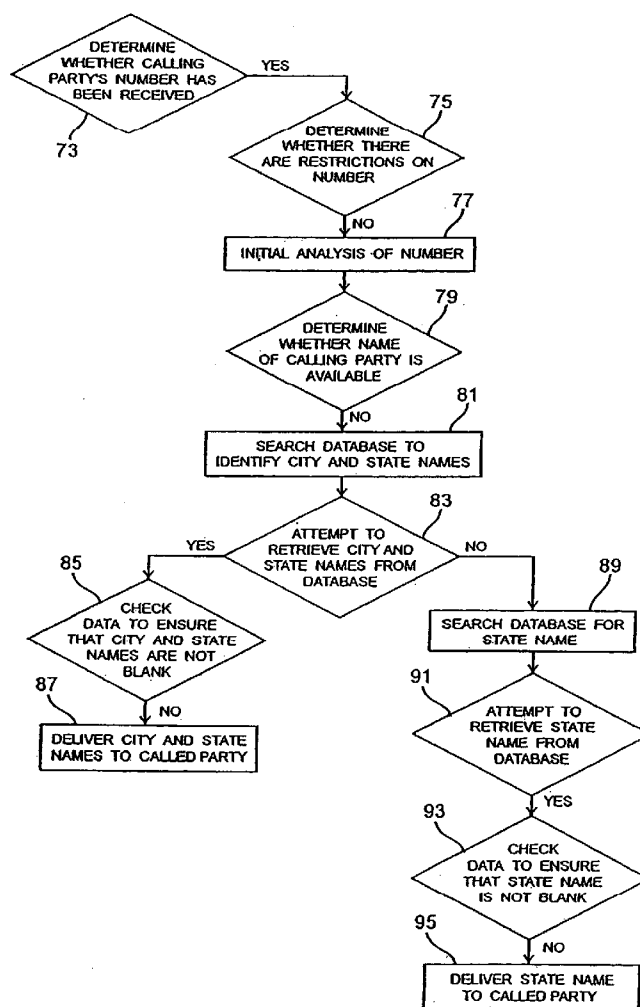 DETERMINE
WHETHER CALLING
PARTY'S NUMBER HAS
BEEN RECEIVED
YES
73
75
DETERMINE
WHETHER THERE
ARE RESTRICTIONS ON
NUMBER
NO
77
INITIAL ANALYSIS OF NUMBER
79
DETERMINE
WHETHER NAME
OF CALLING PARTY IS
AVAILABLE
NO
81
SEARCH DATABASE TO
IDENTIFY CITY AND STATE NAMES
83
ATTEMPT TO
RETRIEVE CITY AND
STATE NAMES FROM
DATABASE
YES
NO
85
CHECK
DATA TO ENSURE
THAT CITY AND STATE
NAMES ARE NOT
BLANK
NO
87
DELIVER CITY AND STATE
NAMES TO CALLED PARTY
89
SEARCH DATABASE FOR
STATE NAME
91
ATTEMPT TO
RETRIEVE STATE
NAME FROM
DATABASE
YES
93
CHECK
DATA TO ENSURE
THAT STATE NAME
IS NOT BLANK
NO
95
DELIVER STATE NAME
TO CALLED PARTY